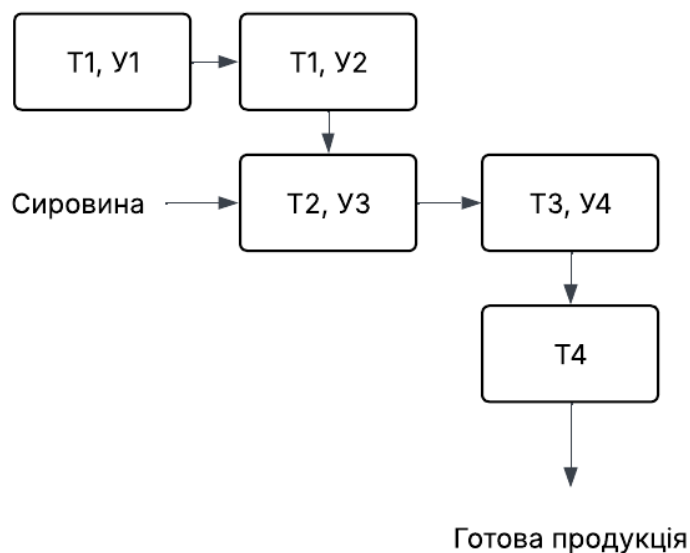 Т1, У1
Т1, У2
Сировина
Т2, У3
Т3, У4
Т4
Готова продукція